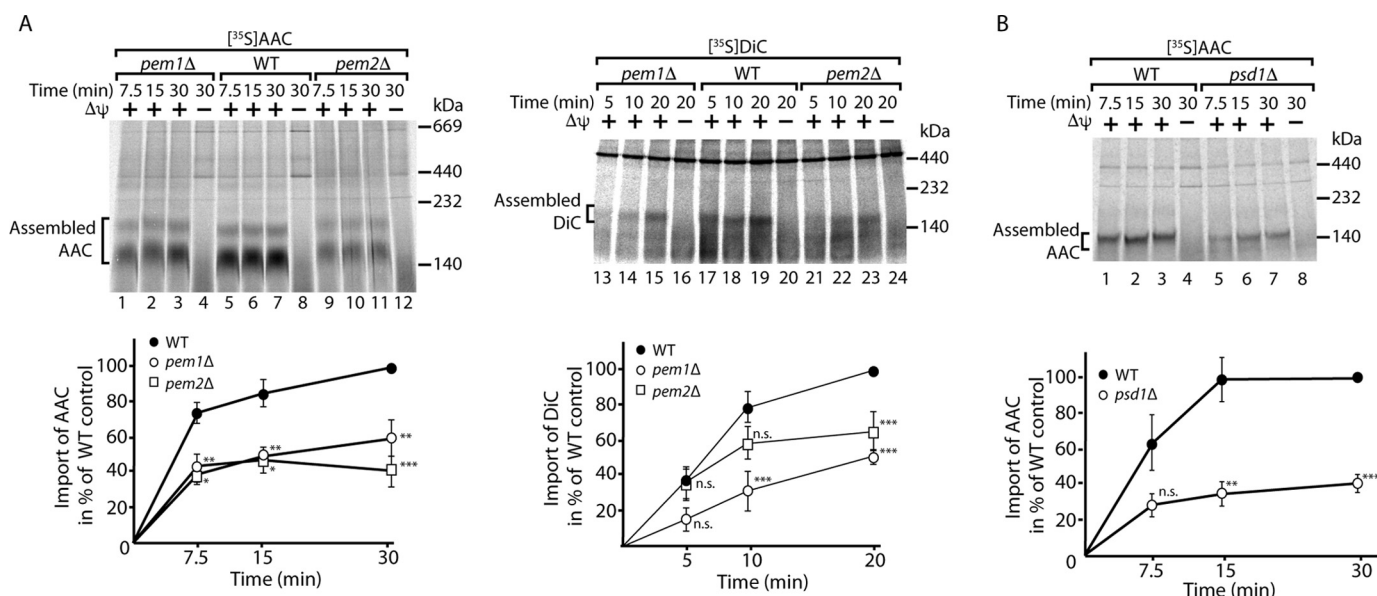 A
[³⁵S]AAC
pem1Δ WT pem2Δ
Time (min) 7.5 15 30 30 7.5 15 30 30 7.5 15 30 30
Δψ + + + − + + + − + + + −
kDa
669
440
232
140
Assembled
AAC
1 2 3 4 5 6 7 8 9 10 11 12
[³⁵S]DiC
pem1Δ WT pem2Δ
Time (min) 5 10 20 20 5 10 20 20 5 10 20 20
Δψ + + + − + + + − + + + −
kDa
440
232
140
Assembled
DiC
13 14 15 16 17 18 19 20 21 22 23 24
B
[³⁵S]AAC
WT psd1Δ
Time (min) 7.5 15 30 30 7.5 15 30 30
Δψ + + + − + + + −
kDa
440
232
140
Assembled
AAC
1 2 3 4 5 6 7 8
WT
pem1Δ
pem2Δ
Import of AAC
in % of WT control
100
80
60
40
20
0
** ** **
* * ***
7.5 15 30
Time (min)
WT
pem1Δ
pem2Δ
Import of DiC
in % of WT control
100
80
60
40
20
0
n.s. n.s. ***
n.s. *** ***
5 10 20
Time (min)
WT
psd1Δ
Import of AAC
in % of WT control
100
80
60
40
20
0
n.s. ** ***
7.5 15 30
Time (min)